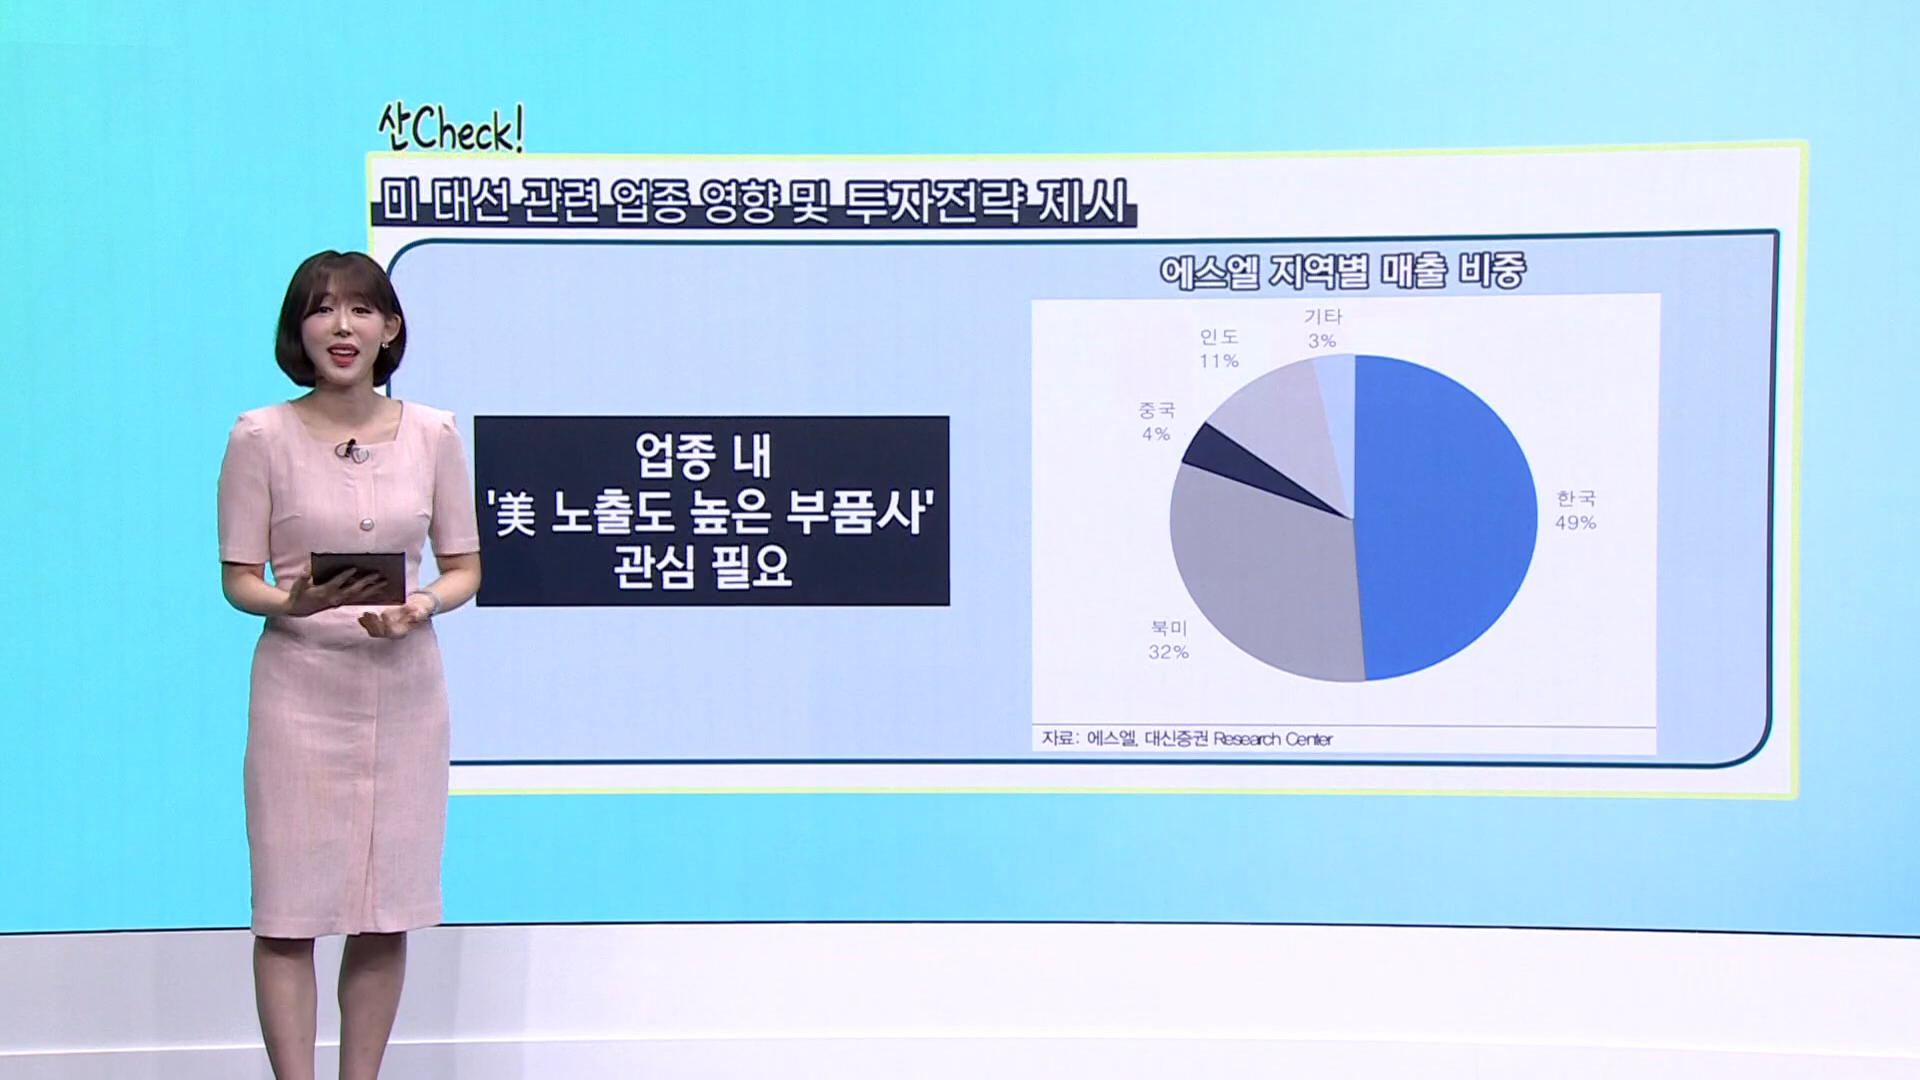 산Check!
미 대선 관련 업종 영향 및 투자전략 제시
업종 내
'美 노출도 높은 부품사'
관심 필요
에스엘 지역별 매출 비중
기타
3%
인도
11%
중국
4%
한국
49%
북미
32%
자료: 에스엘, 대신증권 Research Center